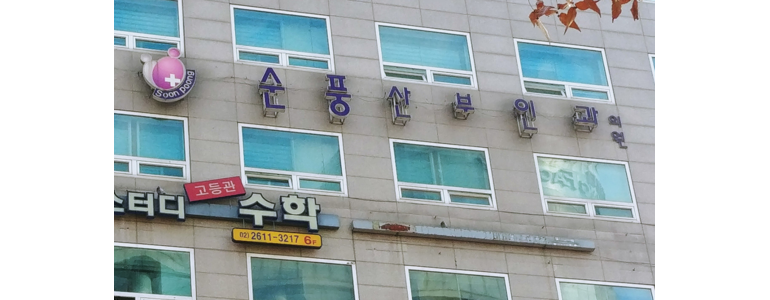 Soon poong
순풍산부인과의원
고등관
스터디 수학
02) 2611-3217 6F